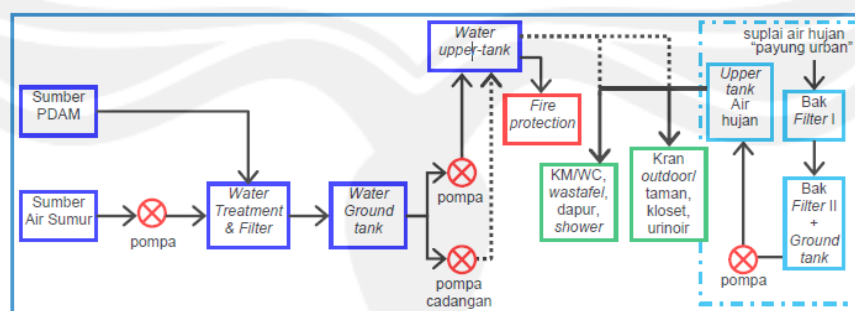 Sumber
PDAM
Sumber
Air Sumur
pompa
Water
Treatment
& Filter
Water
Ground
tank
pompa
pompa
cadangan
Water
upper-tank
Fire
protection
KM/WC,
wastafel,
dapur,
shower
Kran
outdoor/
taman,
kloset,
urinoir
suplai air hujan
“payung urban”
Upper
tank
Air
hujan
Bak
Filter I
Bak
Filter II
+
Ground
tank
pompa